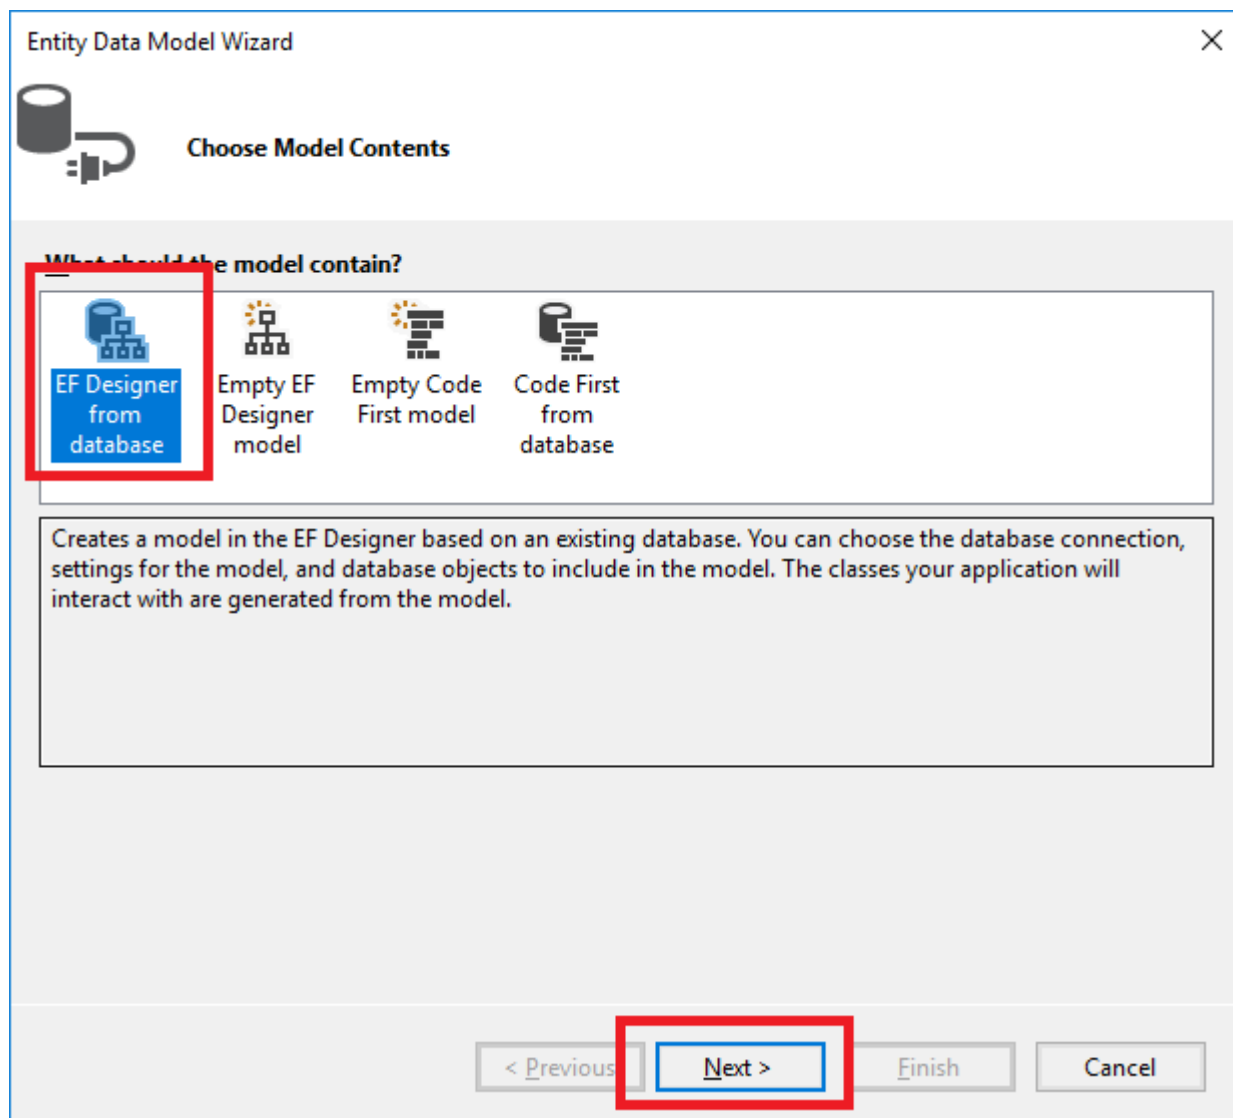 Entity Data Model Wizard
Choose Model Contents
What should the model contain?
EF Designer
from
database
Empty EF
Designer
model
Empty Code
First model
Code First
from
database
Creates a model in the EF Designer based on an existing database. You can choose the database connection,
settings for the model, and database objects to include in the model. The classes your application will
interact with are generated from the model.
< Previous
Next >
Finish
Cancel